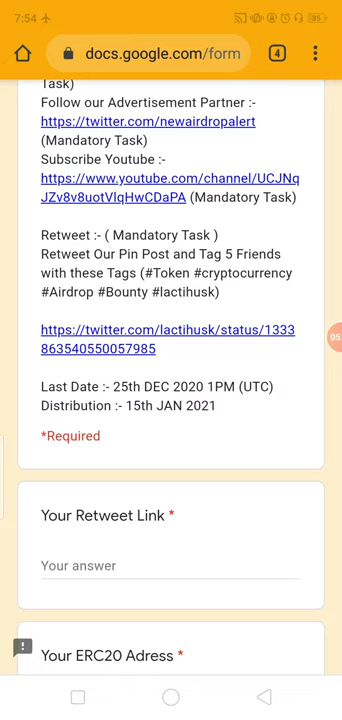 7:54
95
docs.google.com/form
4
Task)
Follow our Advertisement Partner :-
https://twitter.com/newairdropalert
(Mandatory Task)
Subscribe Youtube :-
https://www.youtube.com/channel/UCJNq
JZv8v8uotVIqHwCDaPA (Mandatory Task)
Retweet :- ( Mandatory Task )
Retweet Our Pin Post and Tag 5 Friends
with these Tags (#Token #cryptocurrency
#Airdrop #Bounty #lactihusk)
https://twitter.com/lactihusk/status/1333
863540550057985
Last Date :- 25th DEC 2020 1PM (UTC)
Distribution :- 15th JAN 2021
*Required
Your Retweet Link *
Your answer
Your ERC20 Adress *